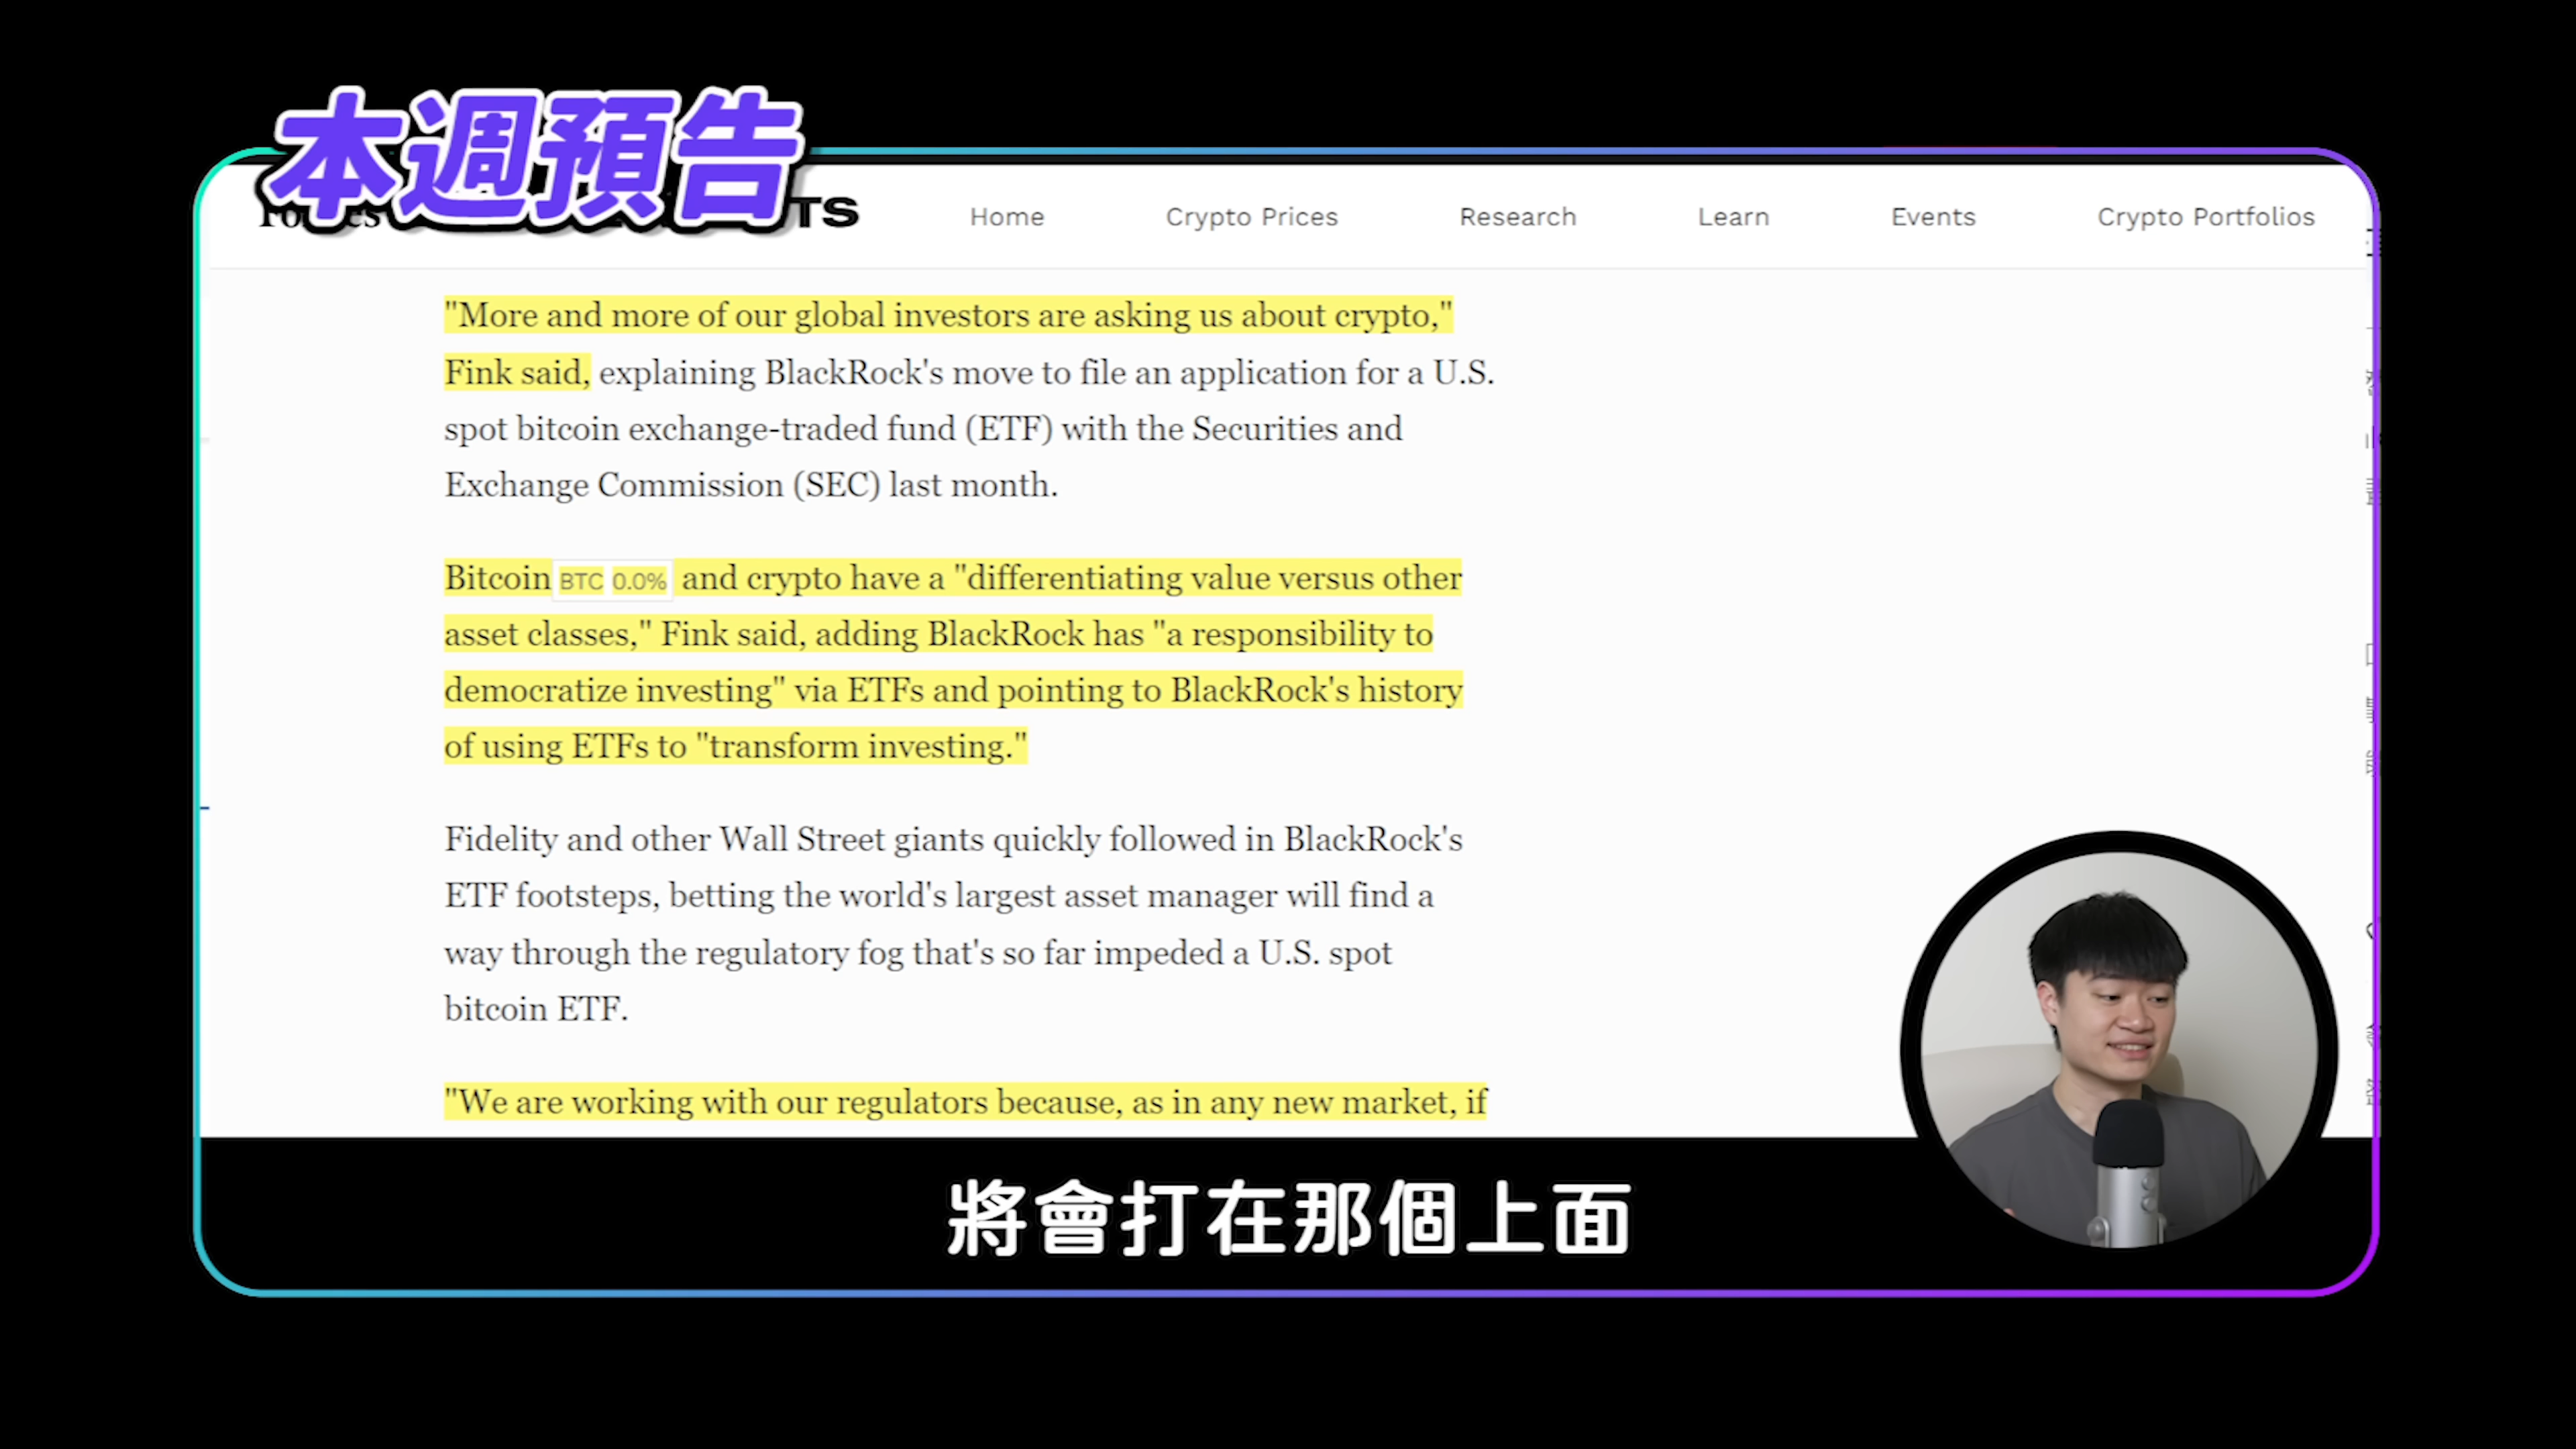 本週預告
TS
Home Crypto Prices Research Learn Events Crypto Portfolios
"More and more of our global investors are asking us about crypto,"
Fink said, explaining BlackRock's move to file an application for a U.S.
spot bitcoin exchange-traded fund (ETF) with the Securities and
Exchange Commission (SEC) last month.
Bitcoin BTC 0.0% and crypto have a "differentiating value versus other
asset classes," Fink said, adding BlackRock has "a responsibility to
democratize investing" via ETFs and pointing to BlackRock's history
of using ETFs to "transform investing."
Fidelity and other Wall Street giants quickly followed in BlackRock's
ETF footsteps, betting the world's largest asset manager will find a
way through the regulatory fog that's so far impeded a U.S. spot
bitcoin ETF.
"We are working with our regulators because, as in any new market, if
將會打在那個上面